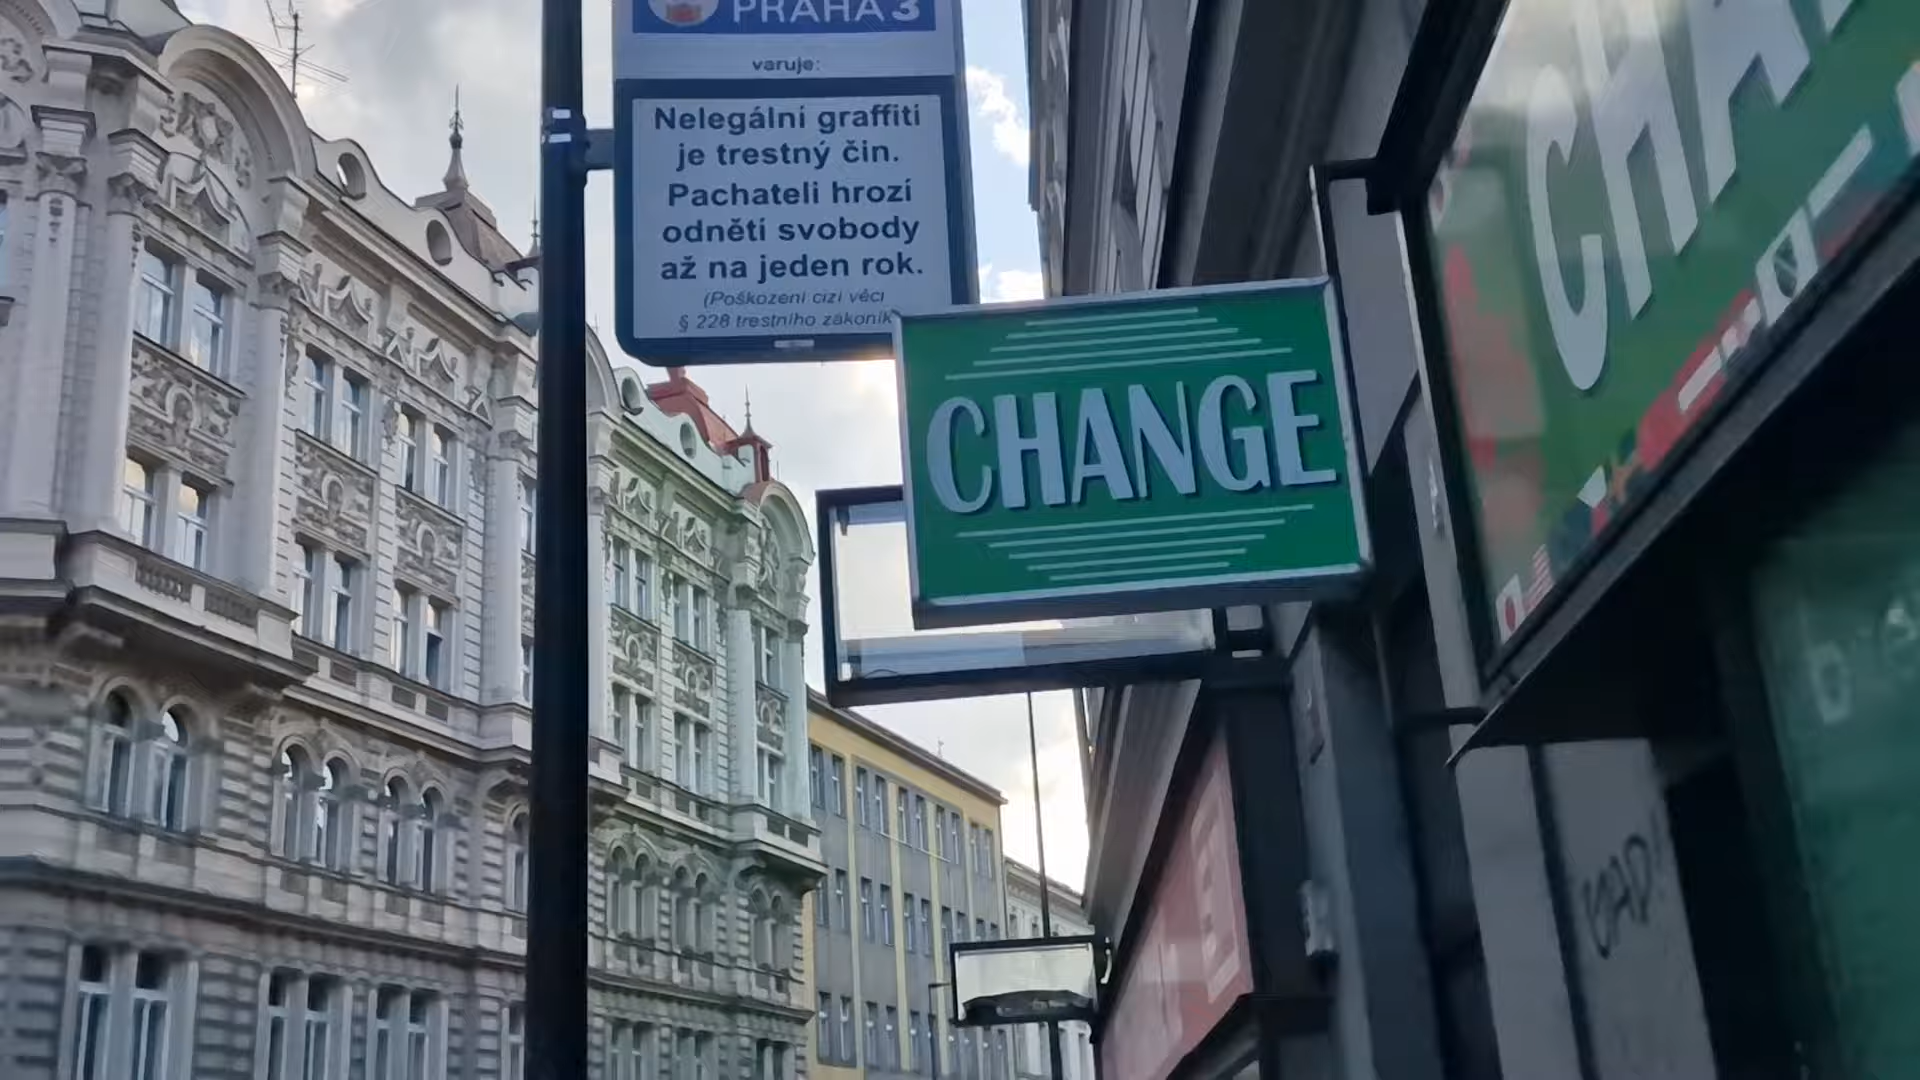 PRAHA 3
varuje:
Nelegální graffiti
je trestný čin.
Pachateli hrozí
odnětí svobody
až na jeden rok.
(Poškození cizí věci
§ 228 trestního zákoník
CHANGE
CHA